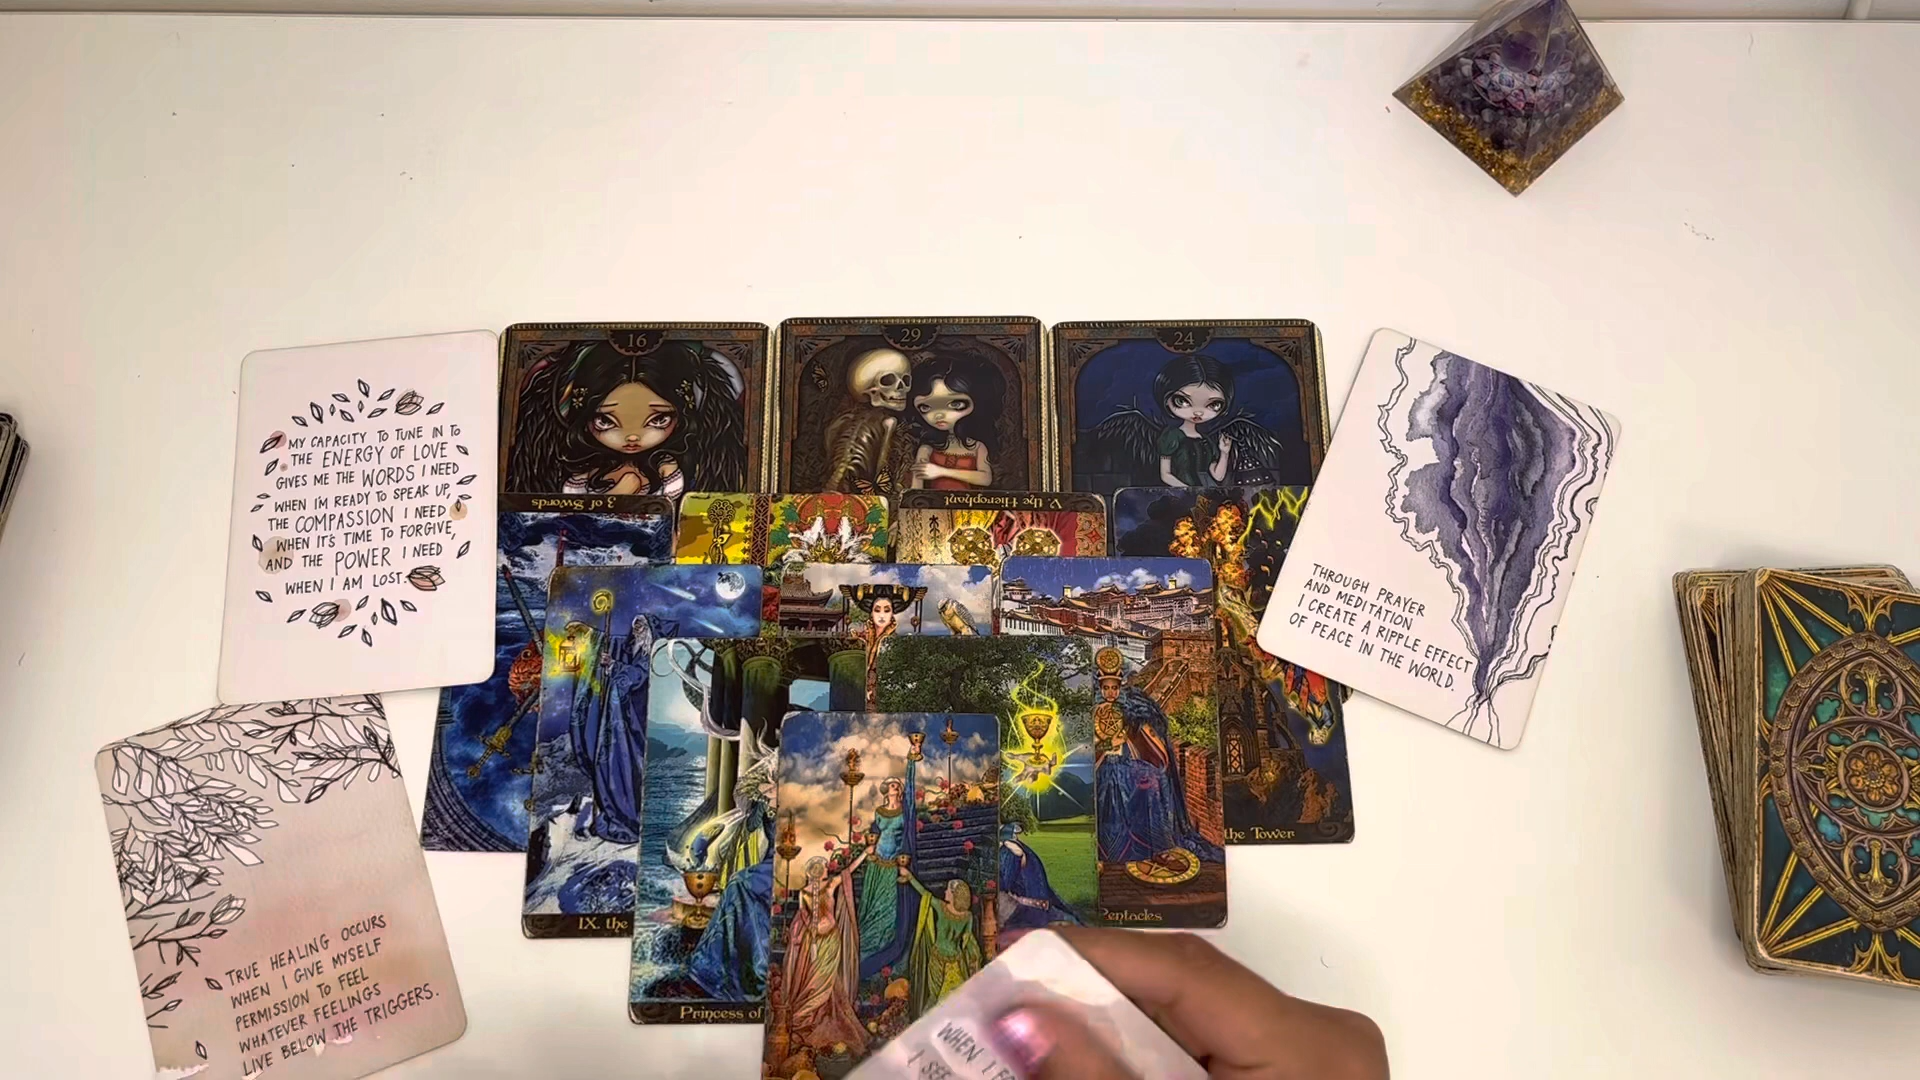 16
29
24
MY CAPACITY TO TUNE IN TO
THE ENERGY OF LOVE
GIVES ME THE WORDS I NEED
WHEN I'M READY TO SPEAK UP,
THE COMPASSION I NEED
WHEN IT'S TIME TO FORGIVE,
AND THE POWER I NEED
WHEN I AM LOST.
3 of Swords
V. the Hierophant
THROUGH PRAYER
AND MEDITATION
I CREATE A RIPPLE EFFECT
OF PEACE IN THE WORLD.
the Tower
IX. the
Pentacles
Princess of
TRUE HEALING OCCURS
WHEN I GIVE MYSELF
PERMISSION TO FEEL
WHATEVER FEELINGS
LIVE BELOW THE TRIGGERS.
WHEN I
I SEE